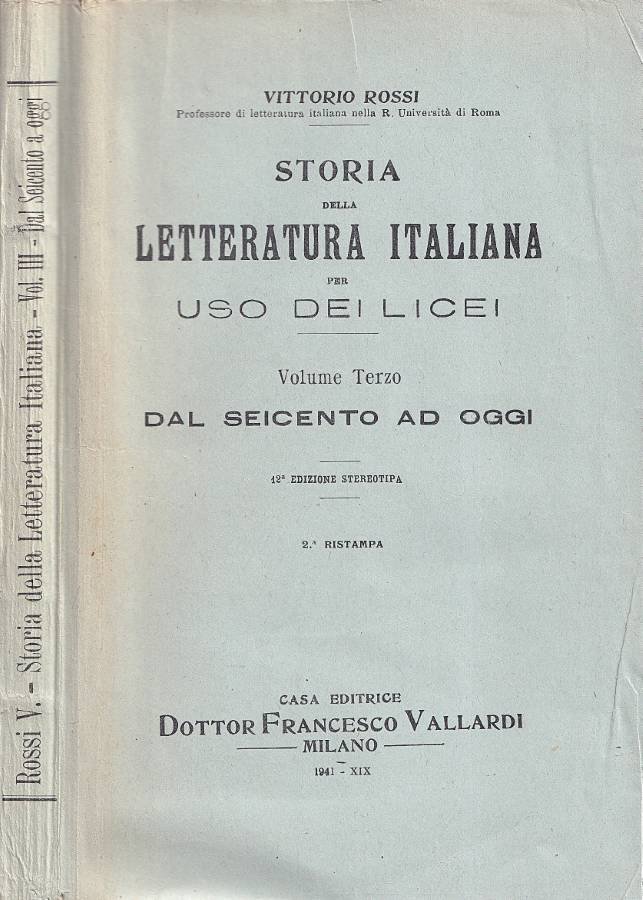 Rossi V. - Storia della Letteratura Italiana - Vol. III - Dal Seicento a oggi
VITTORIO ROSSI
Professore di letteratura italiana nella R. Università di Roma
STORIA
DELLA
LETTERATURA ITALIANA
PER
USO DEI LICEI
Volume Terzo
DAL SEICENTO AD OGGI
12ª EDIZIONE STEREOTIPA
2.ª RISTAMPA
CASA EDITRICE
DOTTOR FRANCESCO VALLARDI
MILANO
1941 - XIX